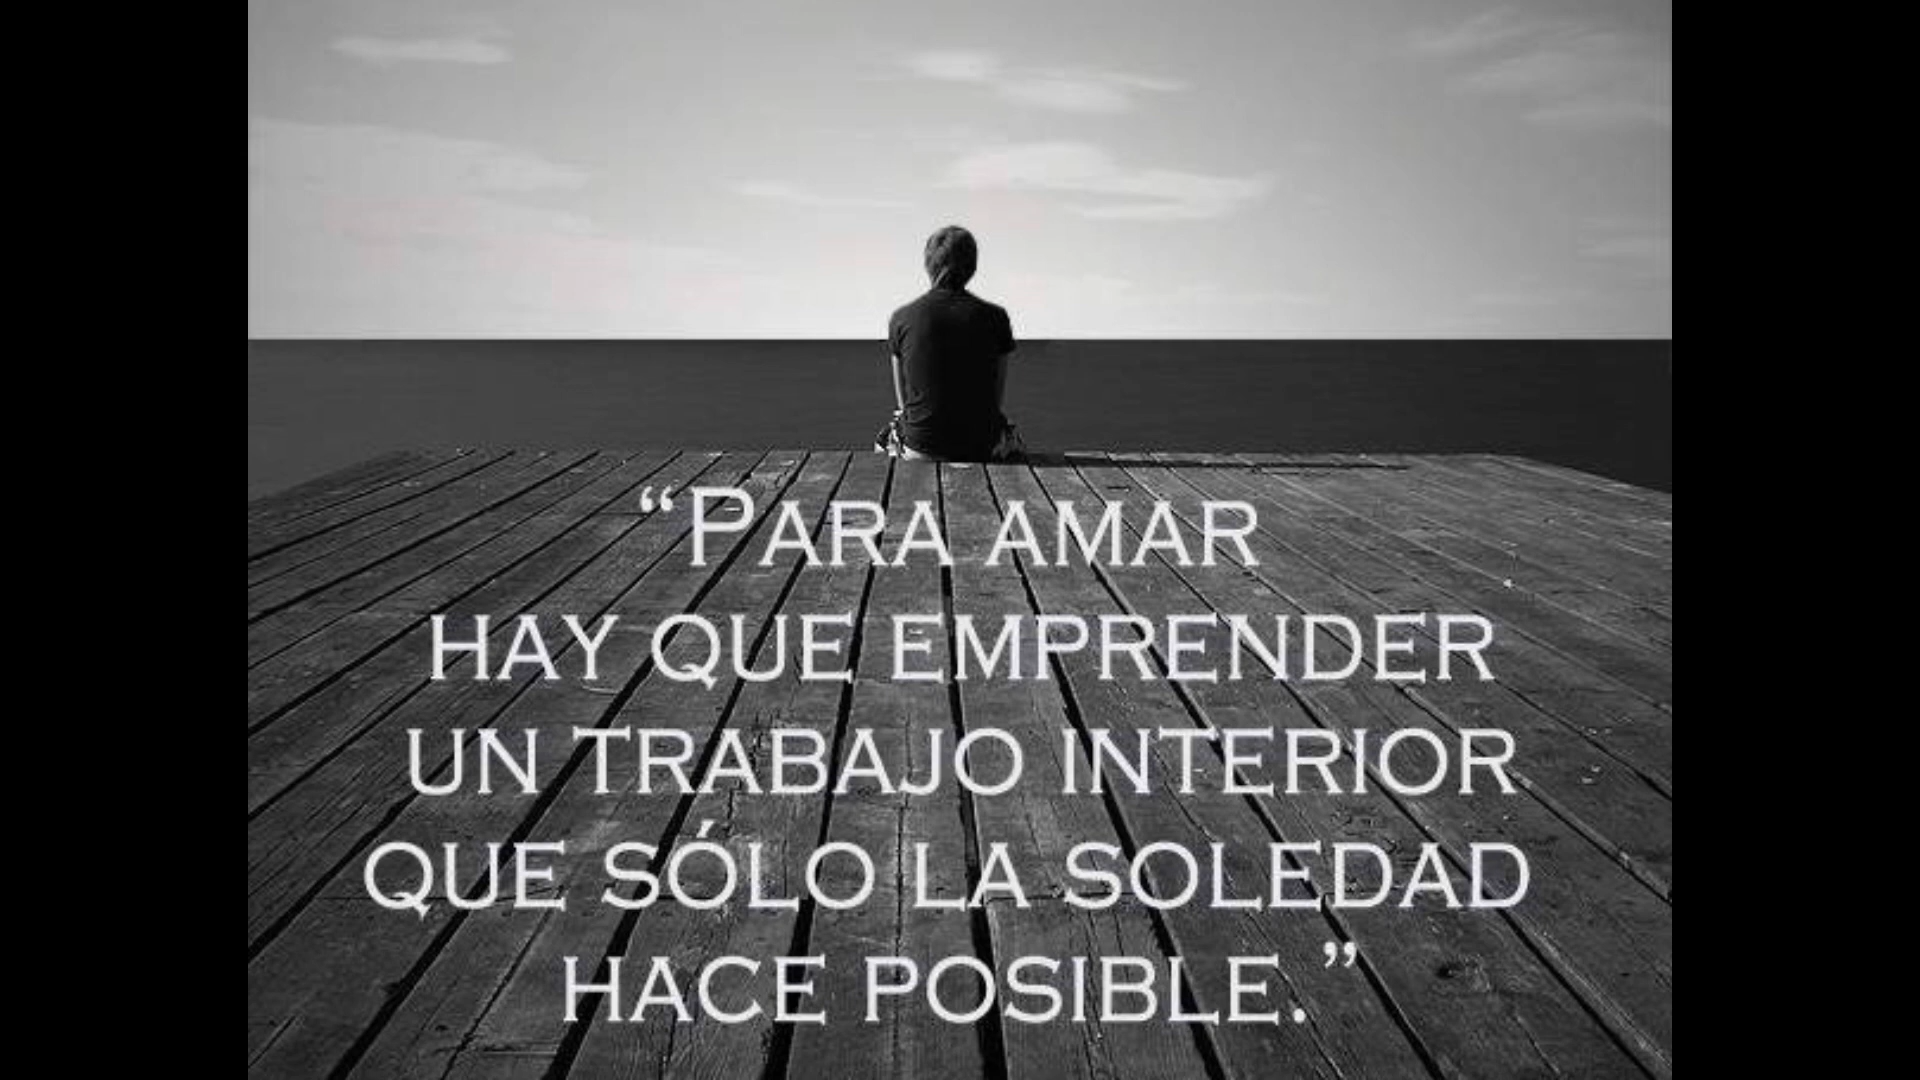 “PARA AMAR
HAY QUE EMPRENDER
UN TRABAJO INTERIOR
QUE SÓLO LA SOLEDAD
HACE POSIBLE.”